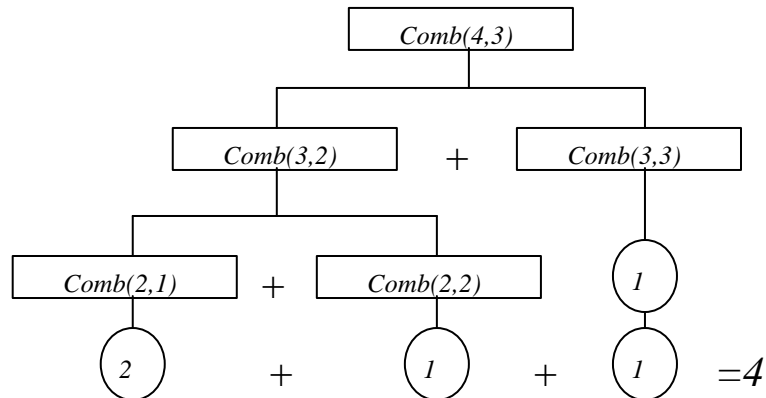 Comb(4,3)
Comb(3,2) + Comb(3,3)
Comb(2,1) + Comb(2,2) 1
2 + 1 + 1 =4